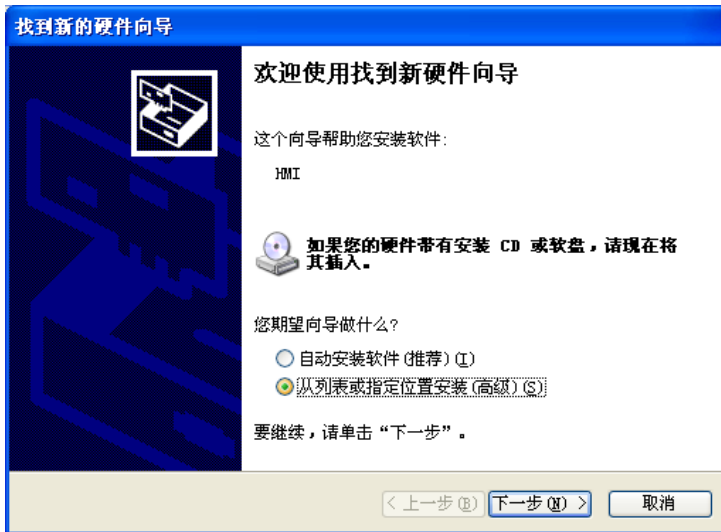 找到新的硬件向导
欢迎使用找到新硬件向导
这个向导帮助您安装软件:
HMI
如果您的硬件带有安装 CD 或软盘，请现在将
其插入。
您期望向导做什么?
自动安装软件(推荐)(I)
从列表或指定位置安装(高级)(S)
要继续，请单击“下一步”。
< 上一步(B) 下一步(N) > 取消